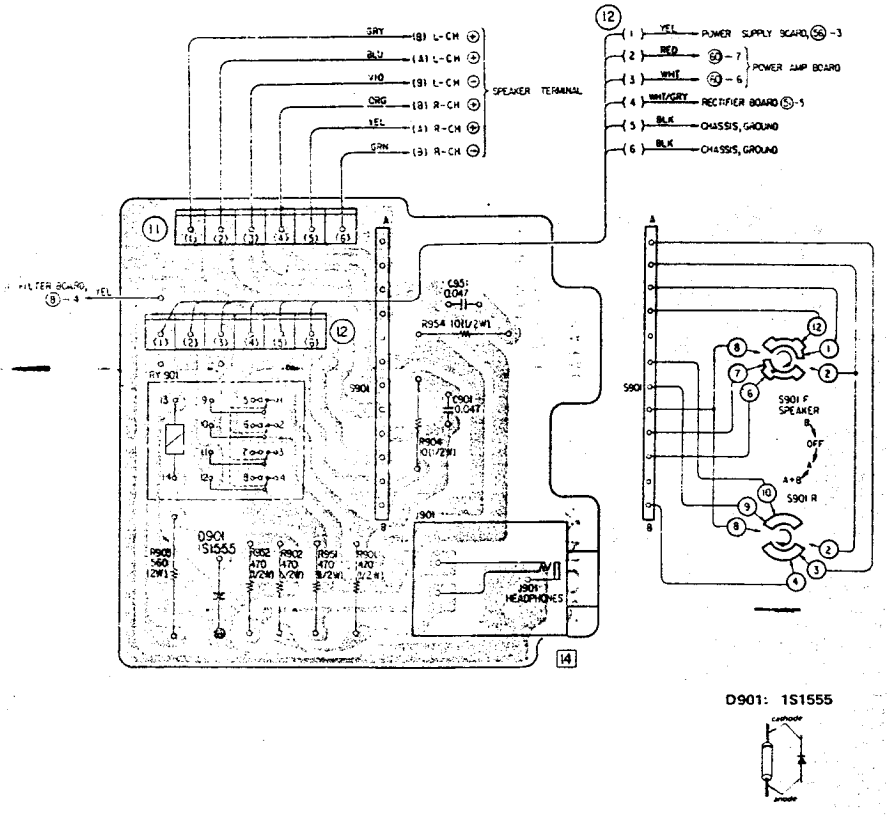 GRY (B) L-CH ⊕
BLU (A) L-CH ⊕
VIO (B) L-CH ⊖
ORG (B) R-CH ⊕
YEL (A) R-CH ⊕
GRN (B) R-CH ⊖
SPEAKER TERMINAL
12
(1) YEL POWER SUPPLY BOARD, 56 -3
(2) RED 60 -7
(3) WHT 60 -6
POWER AMP BOARD
(4) WHT/GRY RECTIFIER BOARD 51 -5
(5) BLK CHASSIS, GROUND
(6) BLK CHASSIS, GROUND
11
(1) (2) (3) (4) (5) (6)
A
FILTER BOARD, YEL
8 -4
(1) (2) (3) (4) (5) (6)
12
C951
0.047
R954 10(1/2W)
RY901
13 9 5 1
10 6 2
11 7 3
14 12 8 4
S901
C901
0.047
R904
10(1/2W)
B
J901
R905
560
(2W)
D901
1S1555
R952
470
(1/2W)
R902
470
(1/2W)
R951
470
(1/2W)
R901
470
(1/2W)
J901
HEADPHONES
14
A
S901
B
12
8
1
7
2
6
S901 F
SPEAKER
B
OFF
A
A+B
S901 R
10
9
8
2
3
4
D901: 1S1555
cathode
anode